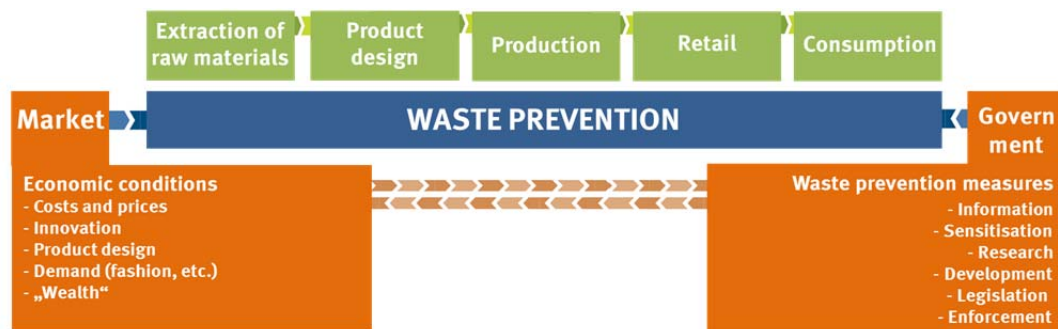 Extraction of
raw materials
Product
design
Production
Retail
Consumption
Market
WASTE PREVENTION
Govern
ment
Economic conditions
- Costs and prices
- Innovation
- Product design
- Demand (fashion, etc.)
- „Wealth“
Waste prevention measures
- Information
- Sensitisation
- Research
- Development
- Legislation
- Enforcement